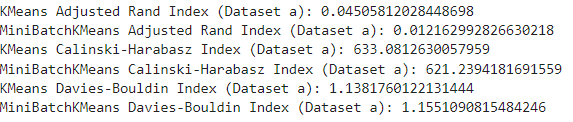 KMeans Adjusted Rand Index (Dataset a): 0.04505812028448698
MiniBatchKMeans Adjusted Rand Index (Dataset a): 0.012162992826630218
KMeans Calinski-Harabasz Index (Dataset a): 633.0812630057959
MiniBatchKMeans Calinski-Harabasz Index (Dataset a): 621.2394181691559
KMeans Davies-Bouldin Index (Dataset a): 1.1381760122131444
MiniBatchKMeans Davies-Bouldin Index (Dataset a): 1.1551090815484246